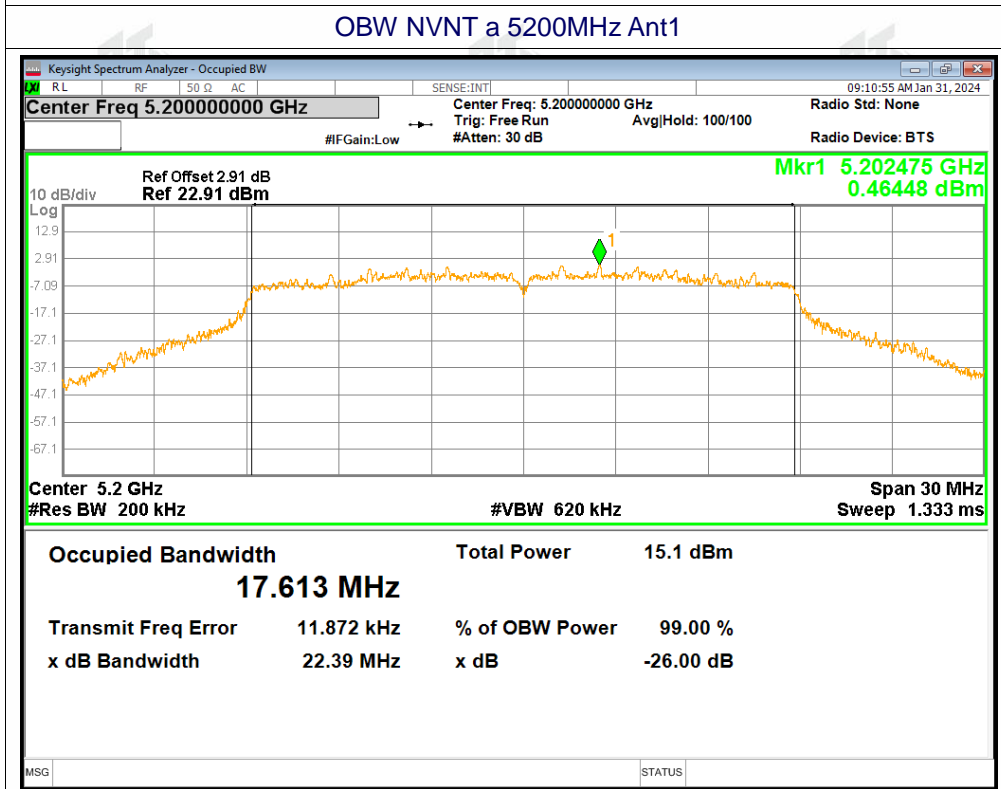 OBW NVNT a 5200MHz Ant1
Keysight Spectrum Analyzer - Occupied BW
LXI RL RF 50 Ω AC SENSE:INT 09:10:55 AM Jan 31, 2024
Center Freq 5.200000000 GHz
Center Freq: 5.200000000 GHz Radio Std: None
Trig: Free Run Avg|Hold: 100/100
#IFGain:Low #Atten: 30 dB Radio Device: BTS
Mkr1 5.202475 GHz
0.46448 dBm
Ref Offset 2.91 dB
10 dB/div Ref 22.91 dBm
Log
12.9
1
2.91
-7.09
-17.1
-27.1
-37.1
-47.1
-57.1
-67.1
Center 5.2 GHz Span 30 MHz
#Res BW 200 kHz #VBW 620 kHz Sweep 1.333 ms
Occupied Bandwidth Total Power 15.1 dBm
17.613 MHz
Transmit Freq Error 11.872 kHz % of OBW Power 99.00 %
x dB Bandwidth 22.39 MHz x dB -26.00 dB
MSG STATUS